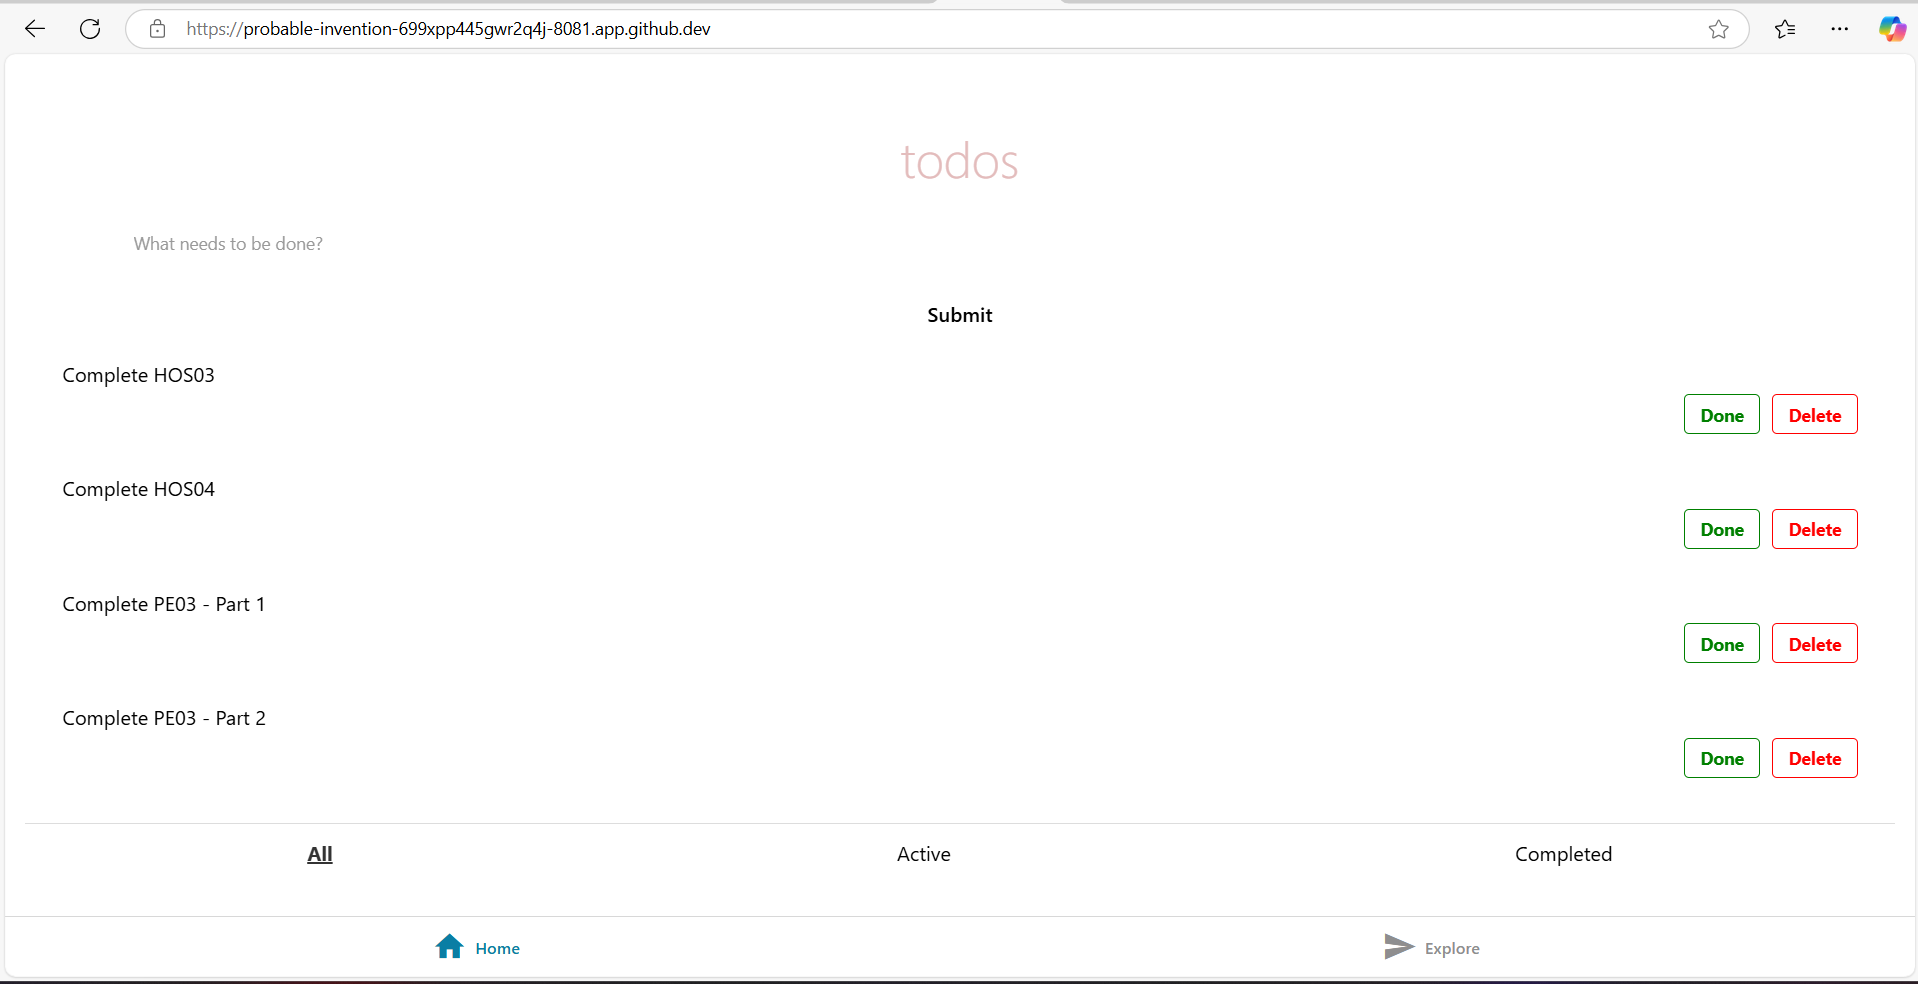 https://probable-invention-699xpp445gwr2q4j-8081.app.github.dev
todos
What needs to be done?
Submit
Complete HOS03
Done Delete
Complete HOS04
Done Delete
Complete PE03 - Part 1
Done Delete
Complete PE03 - Part 2
Done Delete
All Active Completed
Home Explore